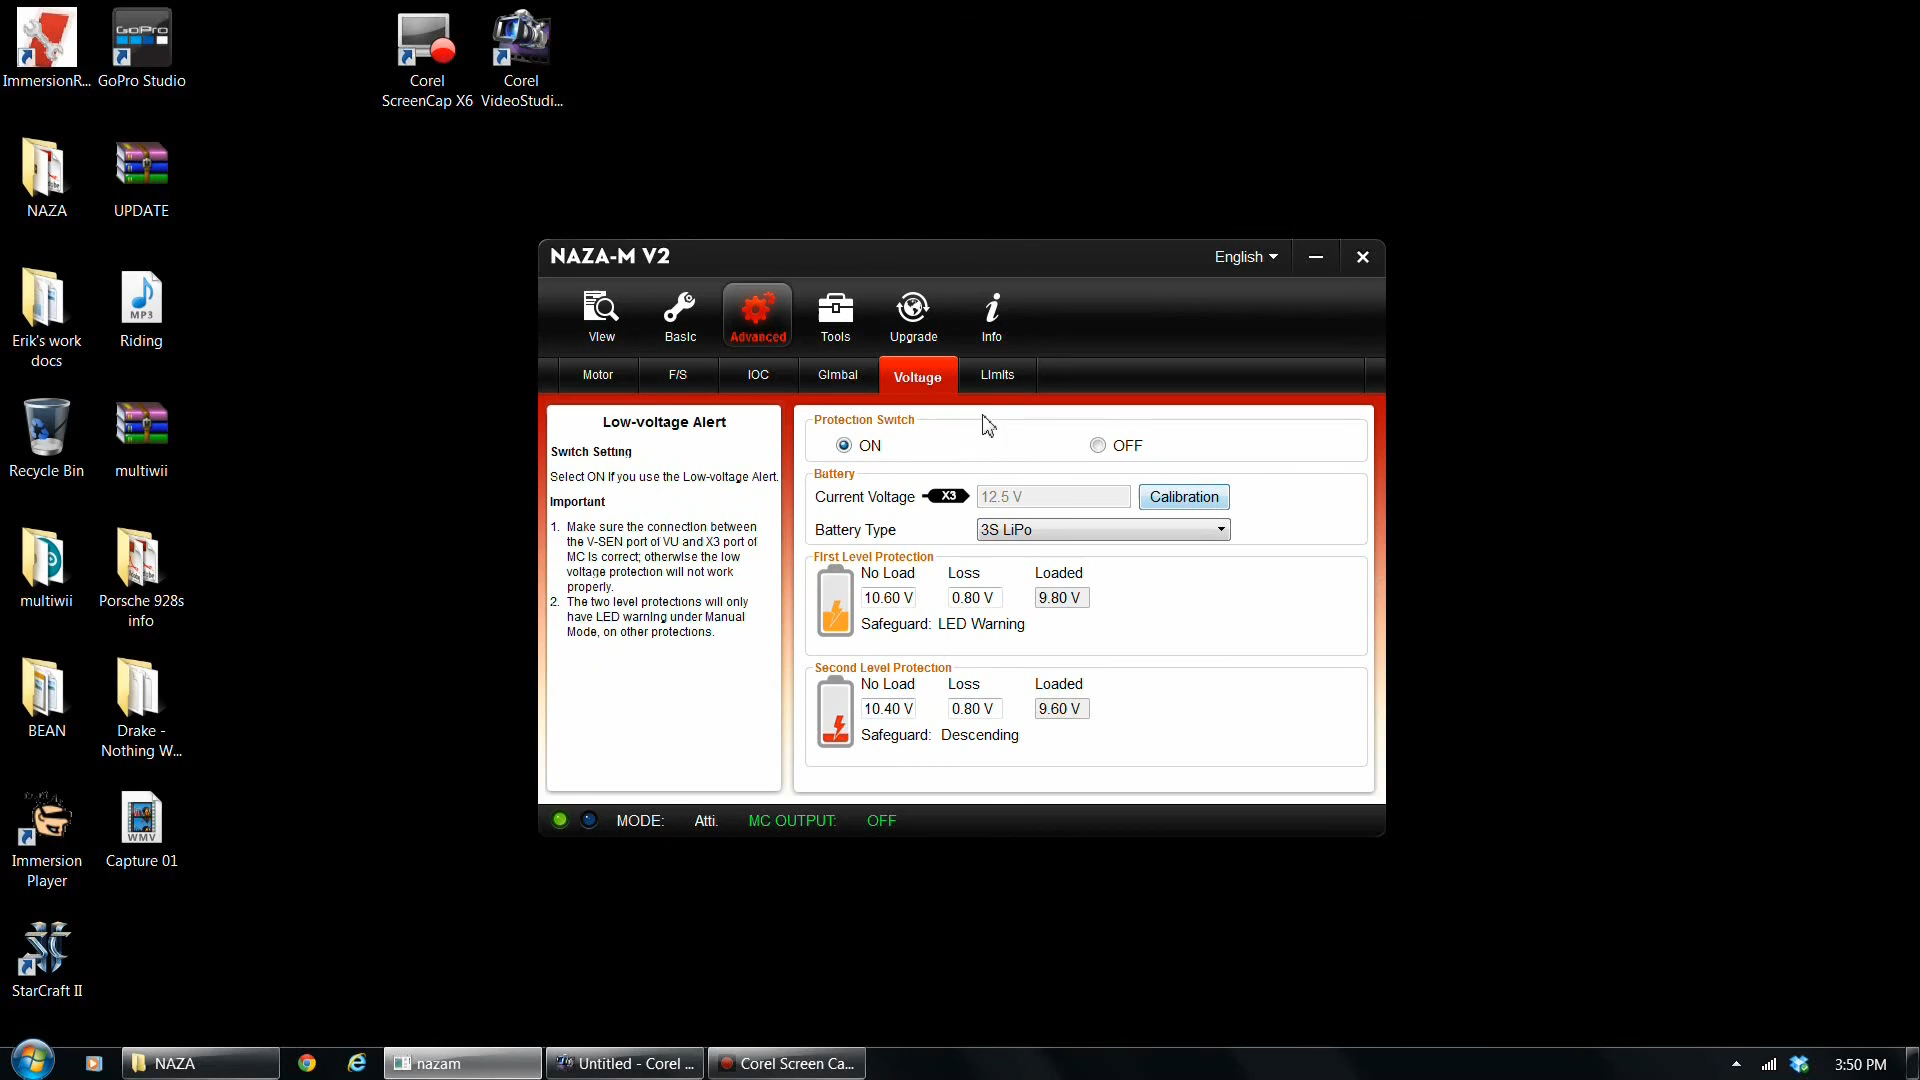 ImmersionR...
GoPro
GoPro Studio
Corel
ScreenCap X6
Corel
VideoStudi...
NAZA
UPDATE
Erik's work
docs
MP3
Riding
Recycle Bin
multiwii
multiwii
Porsche 928s
info
BEAN
Drake -
Nothing W...
Immersion
Player
WMV
Capture 01
StarCraft II
NAZA-M V2
English
View
Basic
Advanced
Tools
Upgrade
Info
Motor
F/S
IOC
Gimbal
Voltage
Limits
Low-voltage Alert
Switch Setting
Select ON if you use the Low-voltage Alert.
Important
1. Make sure the connection between
the V-SEN port of VU and X3 port of
MC is correct; otherwise the low
voltage protection will not work
properly.
2. The two level protections will only
have LED warning under Manual
Mode, on other protections.
Protection Switch
ON
OFF
Battery
Current Voltage X3 12.5 V Calibration
Battery Type 3S LiPo
First Level Protection
No Load Loss Loaded
10.60 V 0.80 V 9.80 V
Safeguard: LED Warning
Second Level Protection
No Load Loss Loaded
10.40 V 0.80 V 9.60 V
Safeguard: Descending
MODE: Atti. MC OUTPUT: OFF
NAZA
nazam
Untitled - Corel ...
Corel Screen Ca...
3:50 PM